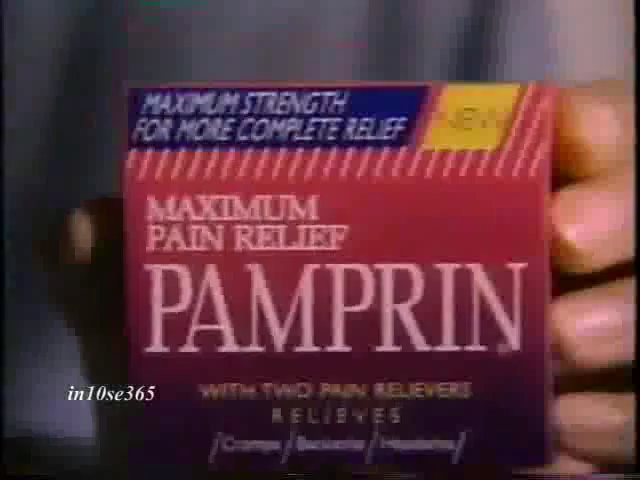 MAXIMUM STRENGTH
FOR MORE COMPLETE RELIEF
NEW
MAXIMUM
PAIN RELIEF
PAMPRIN
in10se365
WITH TWO PAIN RELIEVERS
RELIEVES
/Cramps/Backache/Headache/